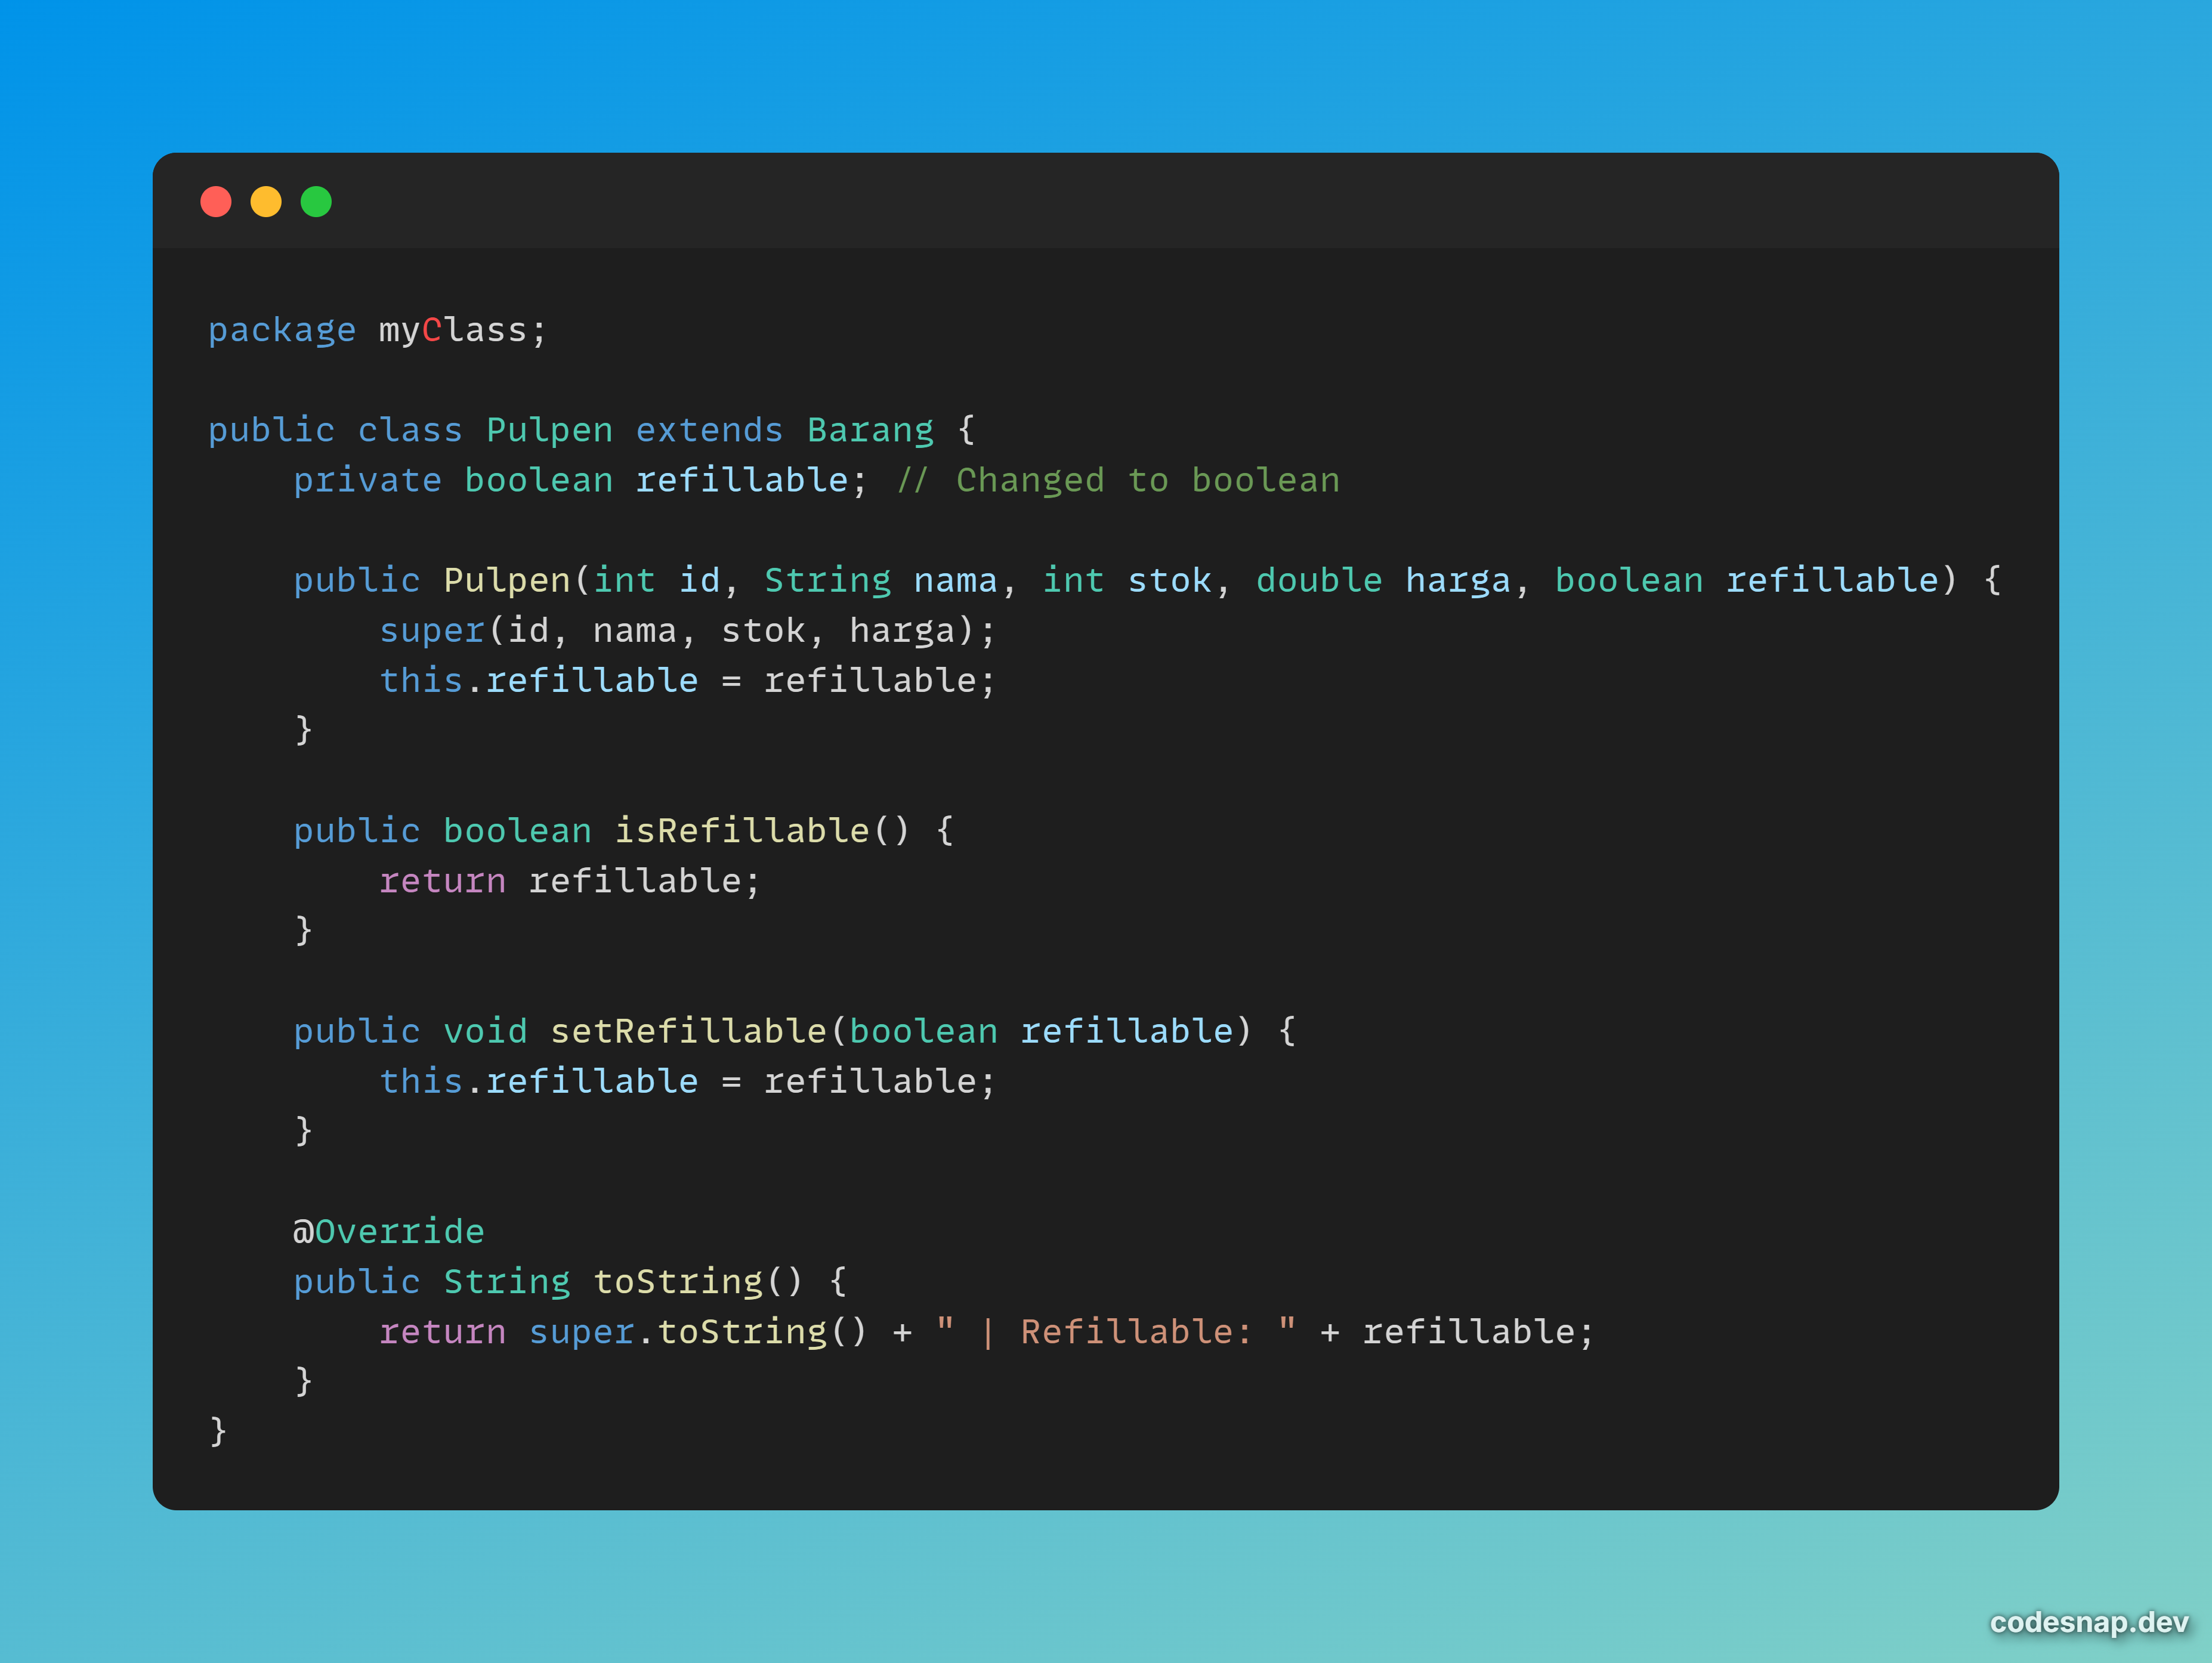 package myClass;
public class Pulpen extends Barang {
    private boolean refillable; // Changed to boolean
    public Pulpen(int id, String nama, int stok, double harga, boolean refillable) {
        super(id, nama, stok, harga);
        this.refillable = refillable;
    }
    public boolean isRefillable() {
        return refillable;
    }
    public void setRefillable(boolean refillable) {
        this.refillable = refillable;
    }
    @Override
    public String toString() {
        return super.toString() + " | Refillable: " + refillable;
    }
}
codesnap.dev